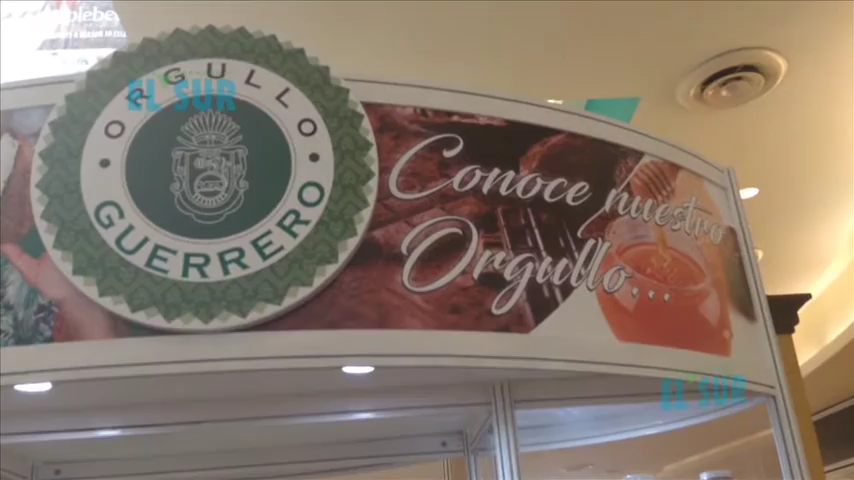 ORGULLO
EL SUR
GUERRERO
Conoce nuestro
Orgullo...
EL SUR